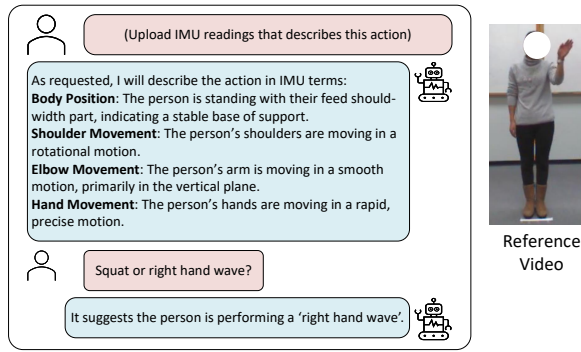 (Upload IMU readings that describes this action)
As requested, I will describe the action in IMU terms:
Body Position: The person is standing with their feed should-
width part, indicating a stable base of support.
Shoulder Movement: The person's shoulders are moving in a
rotational motion.
Elbow Movement: The person's arm is moving in a smooth
motion, primarily in the vertical plane.
Hand Movement: The person's hands are moving in a rapid,
precise motion.
Squat or right hand wave?
It suggests the person is performing a 'right hand wave'.
Reference
Video